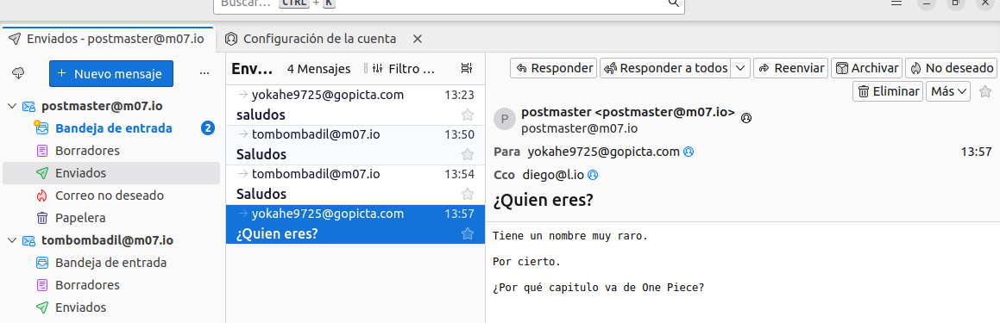 Buscar... CTRL + K
Enviados - postmaster@m07.io
Configuración de la cuenta
+ Nuevo mensaje
postmaster@m07.io
Bandeja de entrada 2
Borradores
Enviados
Correo no deseado
Papelera
tombombadil@m07.io
Bandeja de entrada
Borradores
Enviados
Env... 4 Mensajes Filtro ...
yokahe9725@gopicta.com 13:23
saludos
tombombadil@m07.io 13:50
Saludos
tombombadil@m07.io 13:54
Saludos
yokahe9725@gopicta.com 13:57
¿Quien eres?
Responder Responder a todos Reenviar Archivar No deseado
Eliminar Más
P
postmaster <postmaster@m07.io>
postmaster@m07.io
Para yokahe9725@gopicta.com 13:57
Cco diego@l.io
¿Quien eres?
Tiene un nombre muy raro.
Por cierto.
¿Por qué capitulo va de One Piece?